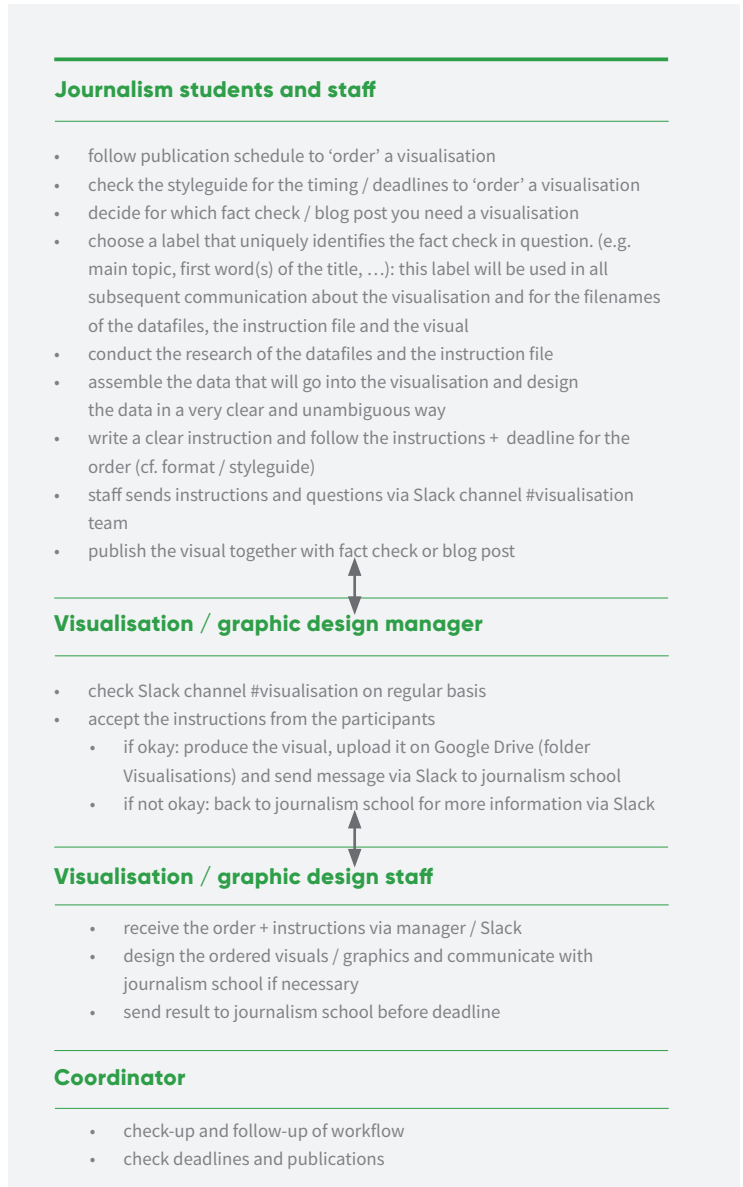 Journalism students and staff
• follow publication schedule to ‘order’ a visualisation
• check the styleguide for the timing / deadlines to ‘order’ a visualisation
• decide for which fact check / blog post you need a visualisation
• choose a label that uniquely identifies the fact check in question. (e.g.
main topic, first word(s) of the title, …): this label will be used in all
subsequent communication about the visualisation and for the filenames
of the datafiles, the instruction file and the visual
• conduct the research of the datafiles and the instruction file
• assemble the data that will go into the visualisation and design
the data in a very clear and unambiguous way
• write a clear instruction and follow the instructions + deadline for the
order (cf. format / styleguide)
• staff sends instructions and questions via Slack channel #visualisation
team
• publish the visual together with fact check or blog post
Visualisation / graphic design manager
• check Slack channel #visualisation on regular basis
• accept the instructions from the participants
• if okay: produce the visual, upload it on Google Drive (folder
Visualisations) and send message via Slack to journalism school
• if not okay: back to journalism school for more information via Slack
Visualisation / graphic design staff
• receive the order + instructions via manager / Slack
• design the ordered visuals / graphics and communicate with
journalism school if necessary
• send result to journalism school before deadline
Coordinator
• check-up and follow-up of workflow
• check deadlines and publications